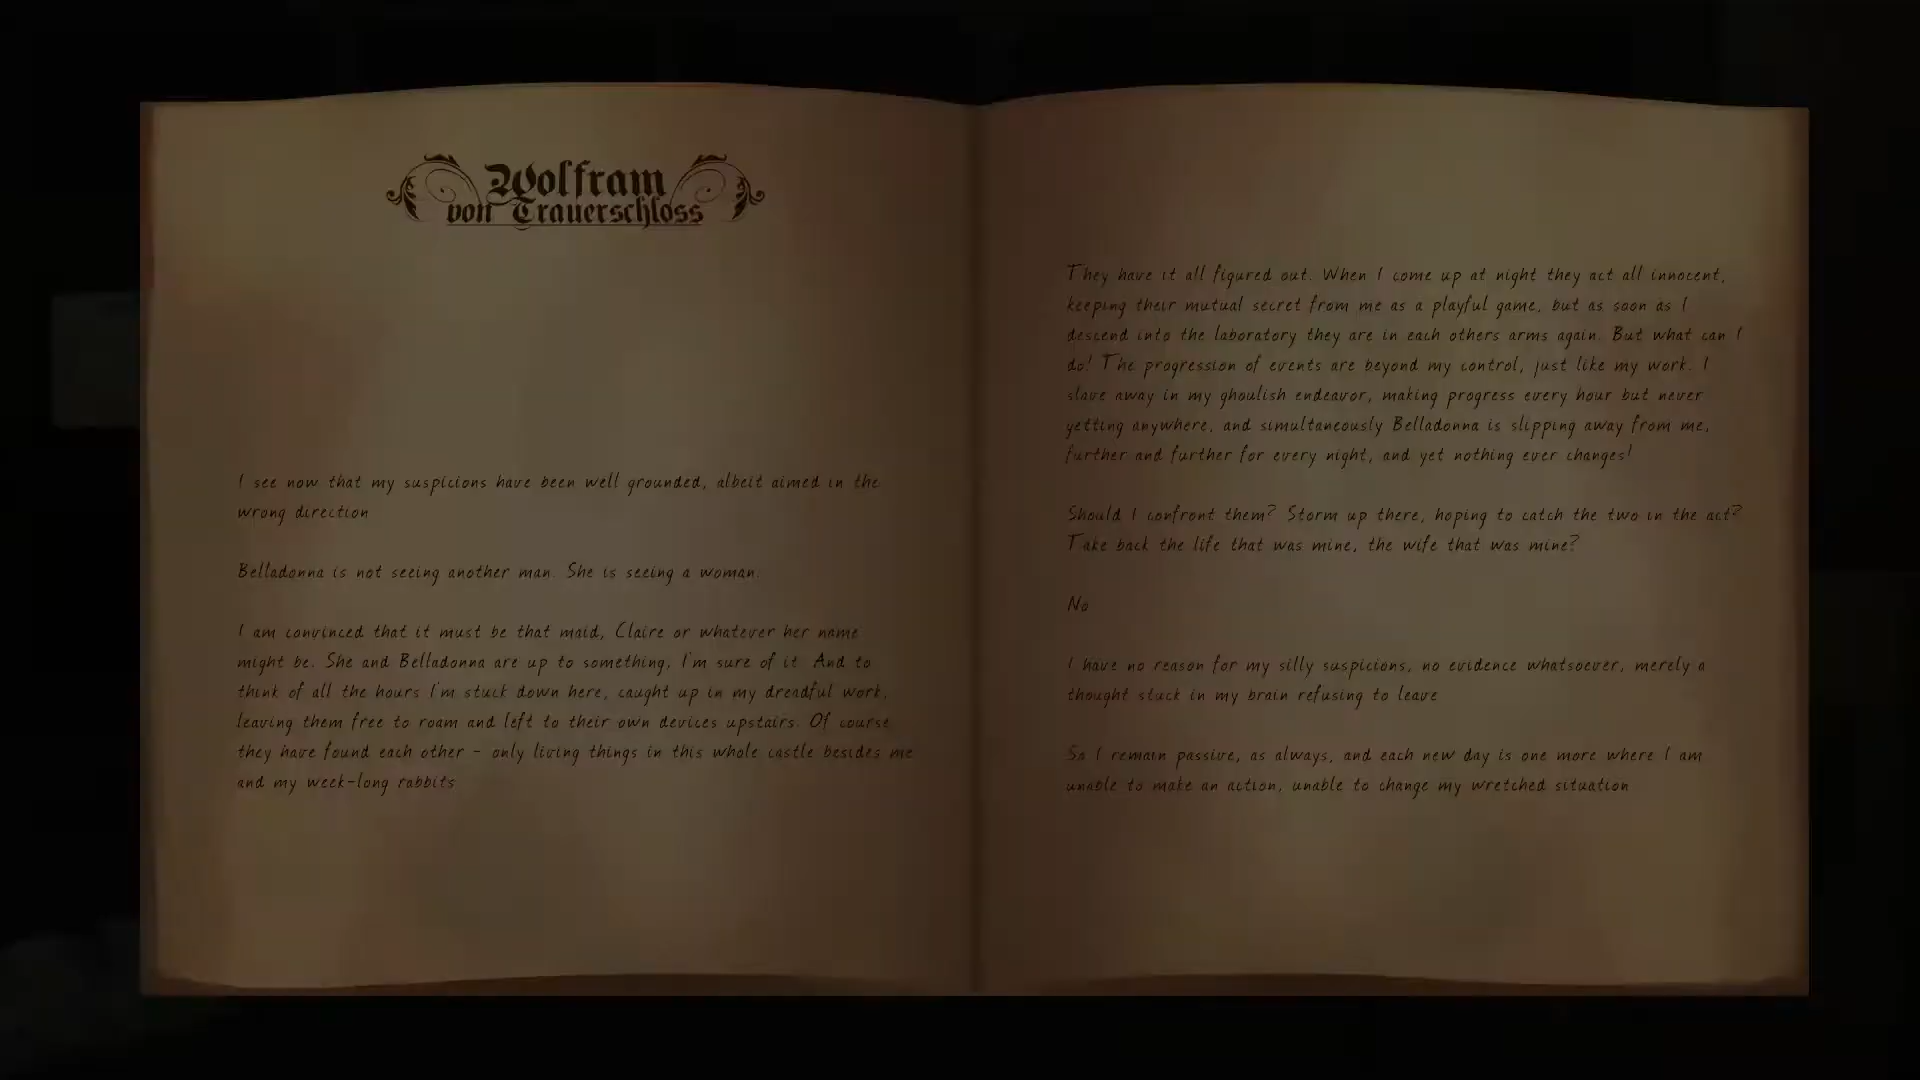 Wolfram
von Trauerschloss
I see now that my suspicions have been well grounded, albeit aimed in the
wrong direction
Belladonna is not seeing another man. She is seeing a woman.
I am convinced that it must be that maid, Claire or whatever her name
might be. She and Belladonna are up to something, I'm sure of it. And to
think of all the hours I'm stuck down here, caught up in my dreadful work,
leaving them free to roam and left to their own devices upstairs. Of course
they have found each other - only living things in this whole castle besides me
and my week-long rabbits
They have it all figured out. When I come up at night they act all innocent,
keeping their mutual secret from me as a playful game, but as soon as I
descend into the laboratory they are in each others arms again. But what can I
do! The progression of events are beyond my control, just like my work. I
slave away in my ghoulish endeavor, making progress every hour but never
getting anywhere, and simultaneously Belladonna is slipping away from me,
further and further for every night, and yet nothing ever changes!
Should I confront them? Storm up there, hoping to catch the two in the act?
Take back the life that was mine, the wife that was mine?
No
I have no reason for my silly suspicions, no evidence whatsoever, merely a
thought stuck in my brain refusing to leave
So I remain passive, as always, and each new day is one more where I am
unable to make an action, unable to change my wretched situation